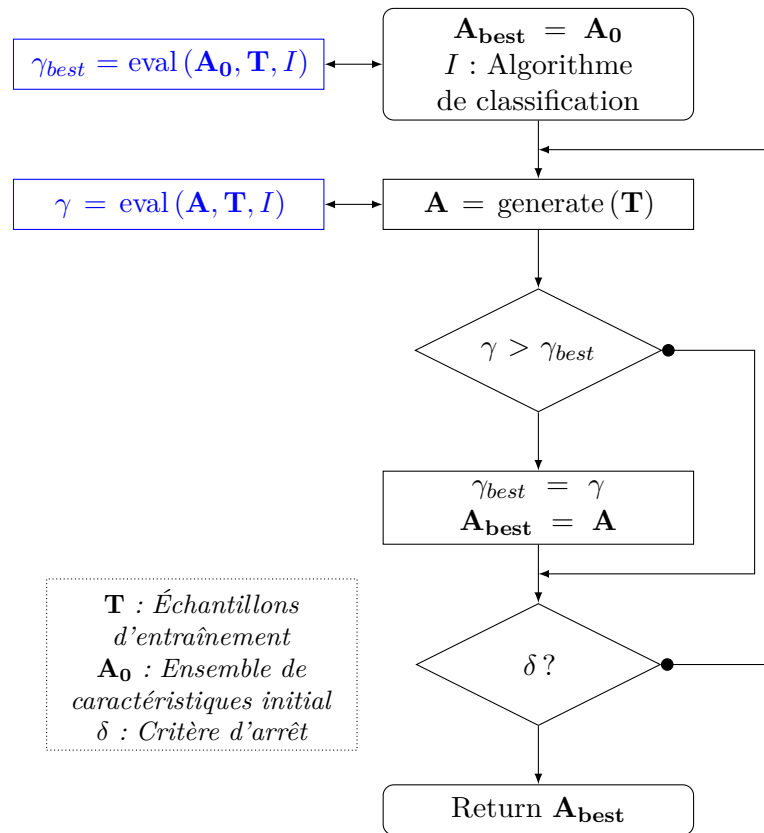 A_best = A_0
I : Algorithme
de classification
γ_best = eval (A_0, T, I)
γ = eval (A, T, I)
A = generate (T)
γ > γ_best
γ_best = γ
A_best = A
T : Échantillons
d'entraînement
A_0 : Ensemble de
caractéristiques initial
δ : Critère d'arrêt
δ ?
Return A_best